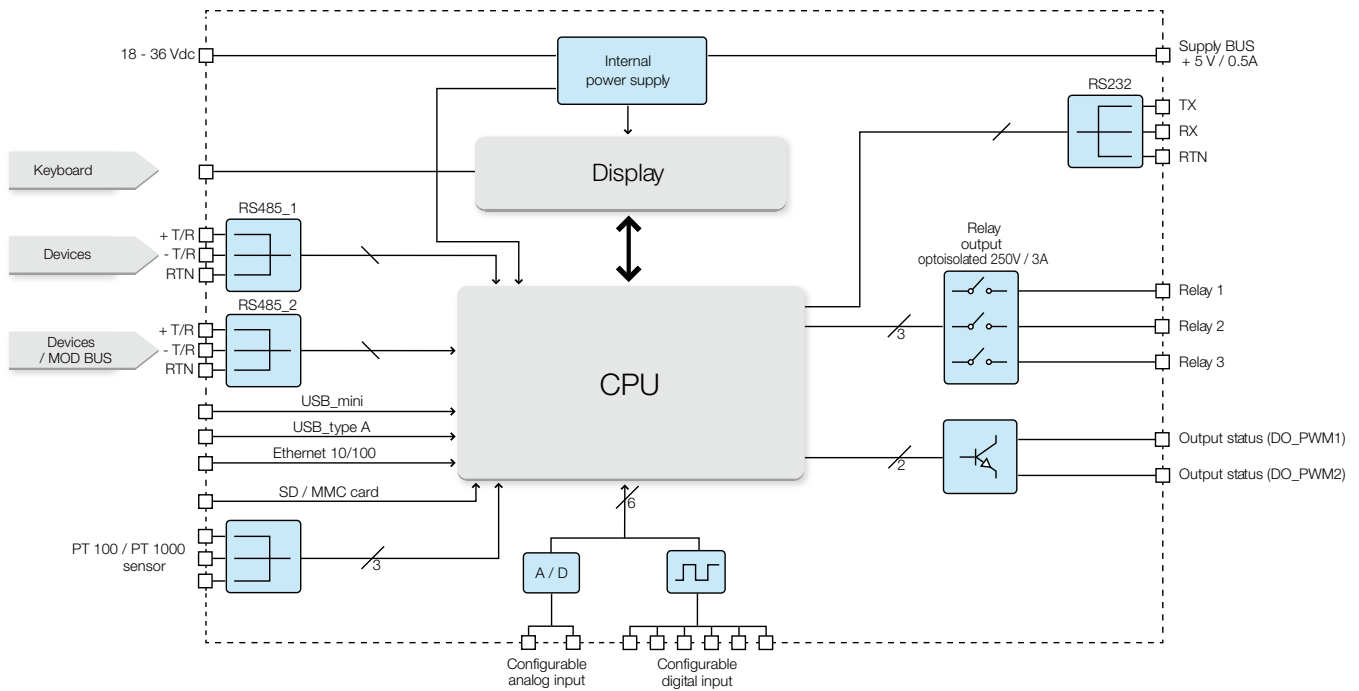 18 - 36 Vdc
Internal
power supply
Supply BUS
+ 5 V / 0.5A
RS232
TX
RX
RTN
Keyboard
Display
RS485_1
+ T/R
- T/R
RTN
Devices
Relay
output
optoisolated 250V / 3A
Relay 1
Relay 2
Relay 3
3
RS485_2
+ T/R
- T/R
RTN
Devices
/ MOD BUS
CPU
USB_mini
USB_type A
Ethernet 10/100
SD / MMC card
Output status (DO_PWM1)
Output status (DO_PWM2)
2
6
PT 100 / PT 1000
sensor
3
A / D
Configurable
analog input
Configurable
digital input